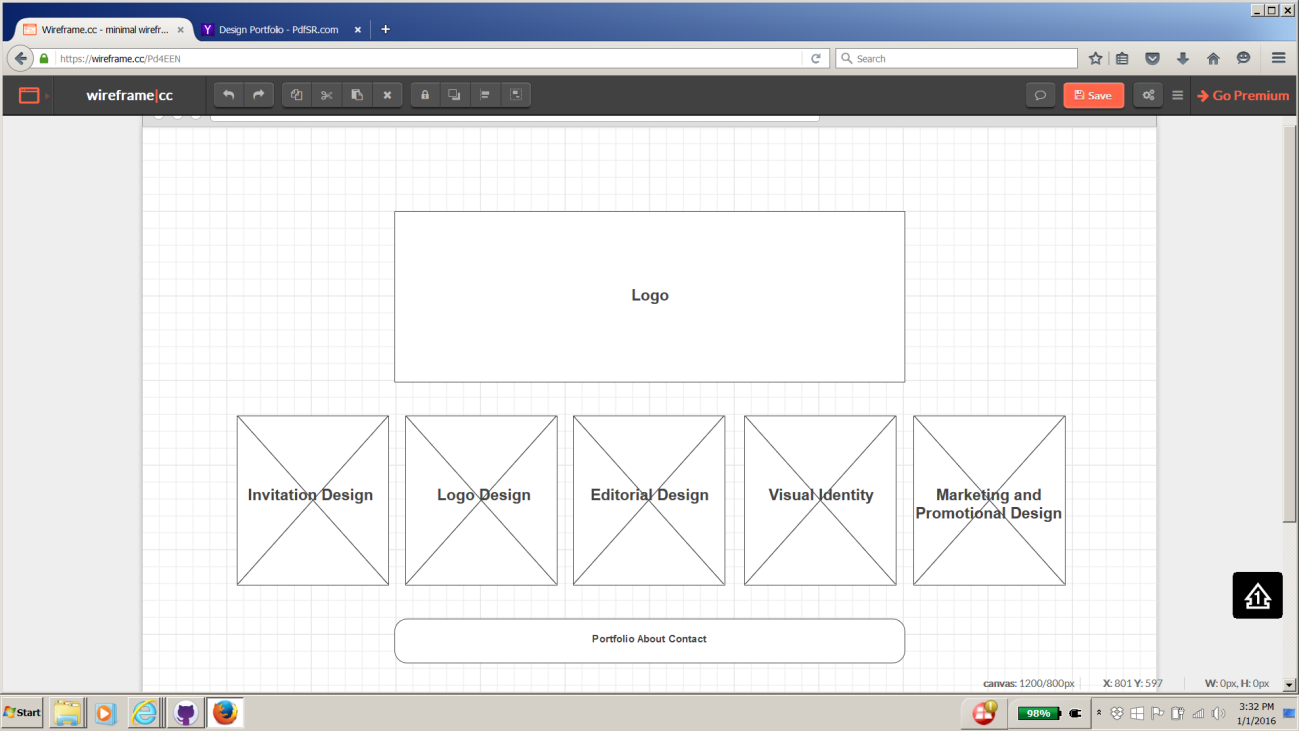 Wireframe.cc - minimal wirefr...
Design Portfolio - PdfSR.com
https://wireframe.cc/Pd4EEN
Search
wireframe|cc
Save
Go Premium
Logo
Invitation Design
Logo Design
Editorial Design
Visual Identity
Marketing and
Promotional Design
1
Portfolio About Contact
canvas: 1200/800px
X: 801 Y: 597
W: 0px, H: 0px
Start
98%
3:32 PM
1/1/2016